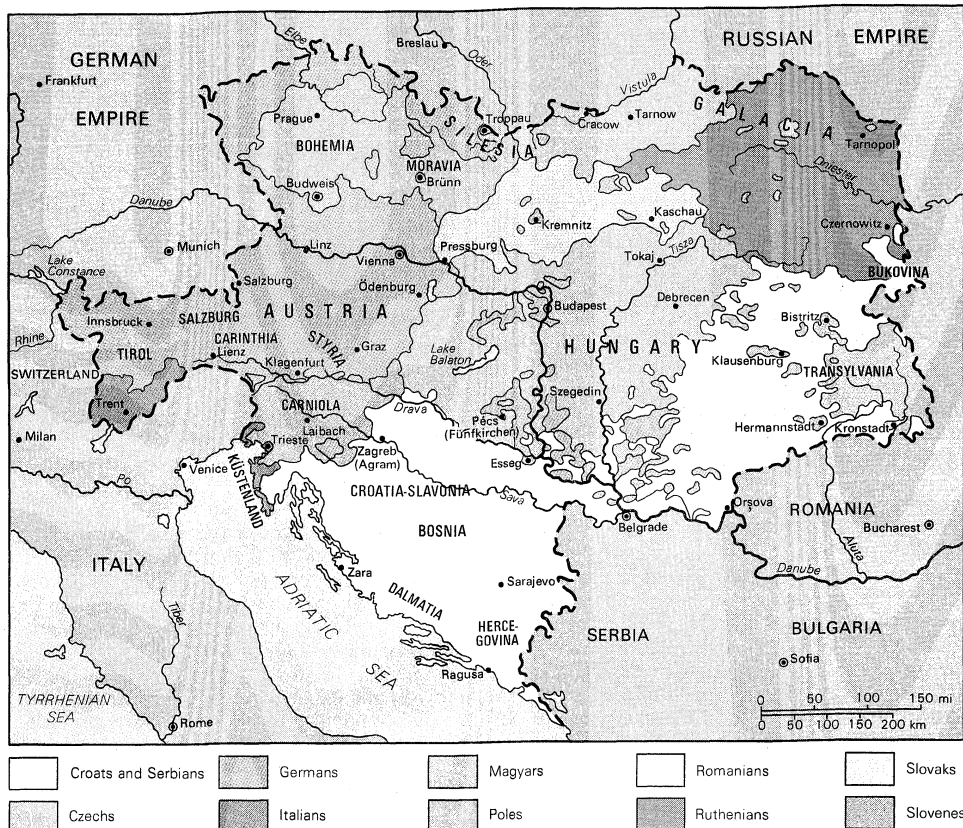 GERMAN
EMPIRE
Frankfurt
Elbe
Breslau
Oder
RUSSIAN EMPIRE
Vistula
Prague
BOHEMIA
Budweis
MORAVIA
Brünn
SILESIA
Troppau
Cracow
Tarnow
GALACIA
Tarnopol
Dniester
Czernowitz
BUKOVINA
Danube
Munich
Linz
Vienna
Pressburg
Kremnitz
Kaschau
Tisza
Tokaj
Lake
Constance
Salzburg
AUSTRIA
Ödenburg
Budapest
Debrecen
Innsbruck
SALZBURG
Rhine
TIROL
CARINTHIA
Lienz
STYRIA
Graz
Klagenfurt
Lake
Balaton
HUNGARY
Bistritz
Klausenburg
TRANSYLVANIA
SWITZERLAND
Trent
CARNIOLA
Laibach
Drava
Pécs
(Fünfkirchen)
Szegedin
Hermannstadt
Kronstadt
Milan
Trieste
Zagreb
(Agram)
Esseg
Venice
Po
KÜSTENLAND
CROATIA-SLAVONIA
Sava
Belgrade
Orşova
ROMANIA
Bucharest
Aluta
Danube
BOSNIA
ITALY
Zara
Sarajevo
Tiber
ADRIATIC
SEA
DALMATIA
HERCE-
GOVINA
SERBIA
BULGARIA
Sofia
Ragusa
TYRRHENIAN
SEA
Rome
0 50 100 150 mi
0 50 100 150 200 km
Croats and Serbians
Germans
Magyars
Romanians
Slovaks
Czechs
Italians
Poles
Ruthenians
Slovenes